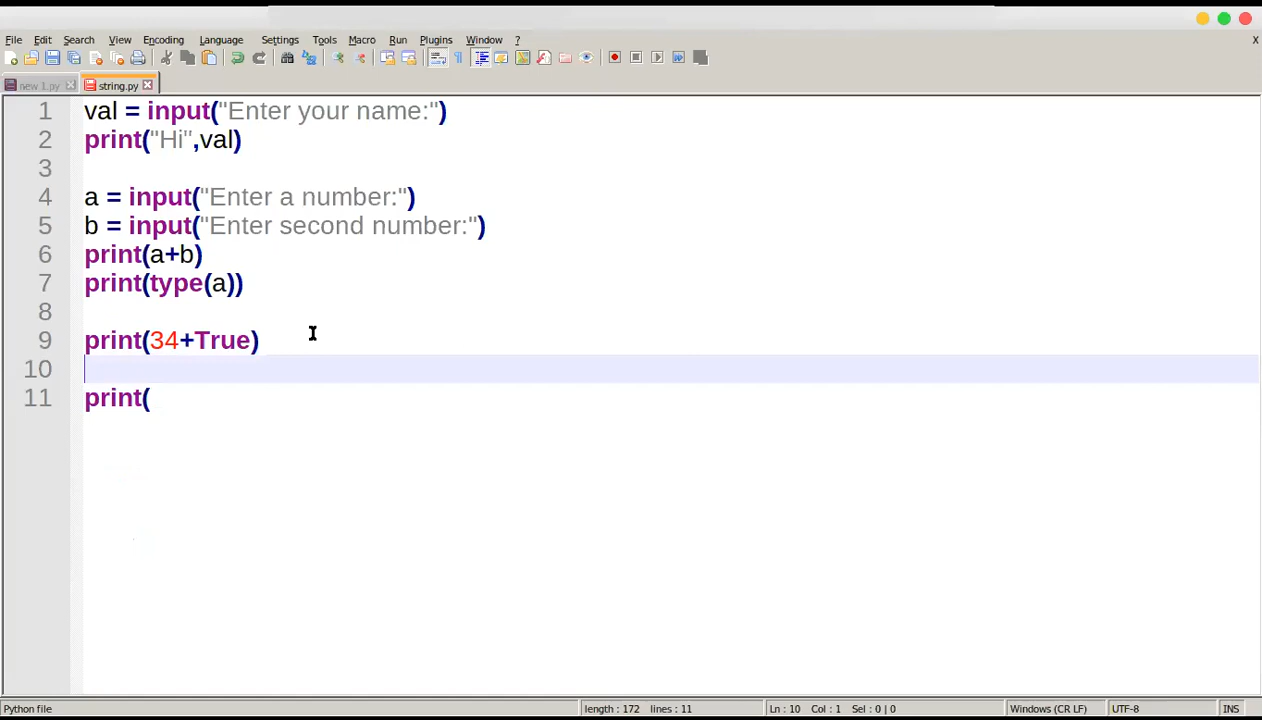 File Edit Search View Encoding Language Settings Tools Macro Run Plugins Window ? X
new 1.py string.py
1 val = input("Enter your name:")
2 print("Hi",val)
3
4 a = input("Enter a number:")
5 b = input("Enter second number:")
6 print(a+b)
7 print(type(a))
8
9 print(34+True)
10
11 print(
Python file length : 172 lines : 11 Ln : 10 Col : 1 Sel : 0 | 0 Windows (CR LF) UTF-8 INS